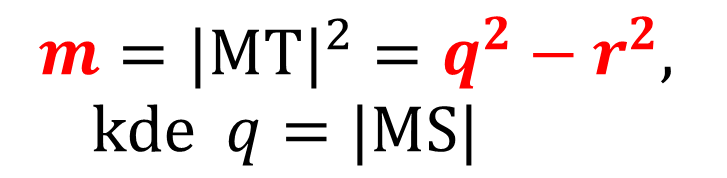 m = |MT|² = q² − r²,
kde q = |MS|